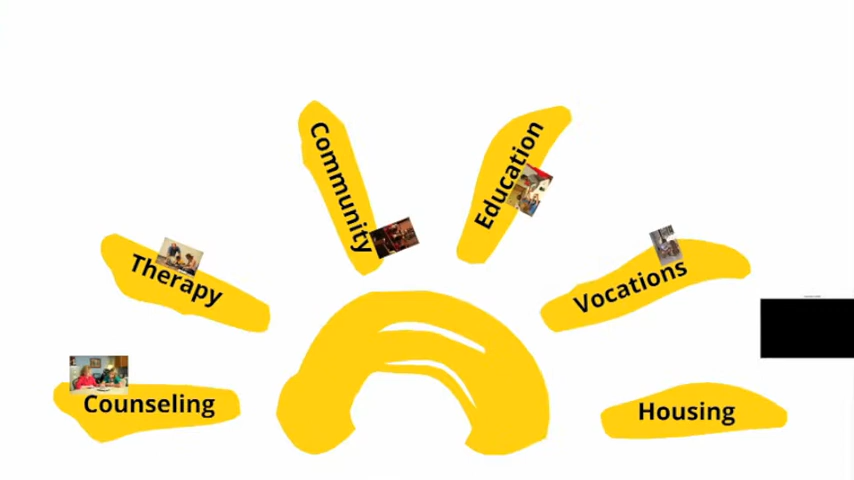 Community
Education
Therapy
Vocations
Counseling
Housing